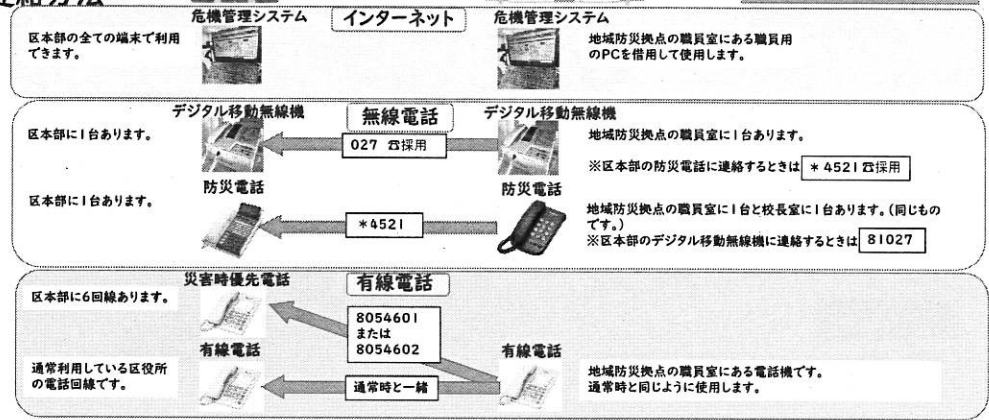 危機管理システム
インターネット
危機管理システム
区本部の全ての端末で利用
できます。
地域防災拠点の職員室にある職員用
のPCを借用して使用します。
デジタル移動無線機
無線電話
デジタル移動無線機
区本部に1台あります。
027 ☎採用
地域防災拠点の職員室に1台あります。
※区本部の防災電話に連絡するときは *4521☎採用
防災電話
防災電話
区本部に1台あります。
*4521
地域防災拠点の職員室に1台と校長室に1台あります。(同じもの
です。)
※区本部のデジタル移動無線機に連絡するときは 81027
災害時優先電話
有線電話
区本部に6回線あります。
8054601
または
8054602
有線電話
有線電話
通常利用している区役所
の電話回線です。
通常時と一緒
地域防災拠点の職員室にある電話機です。
通常時と同じように使用します。